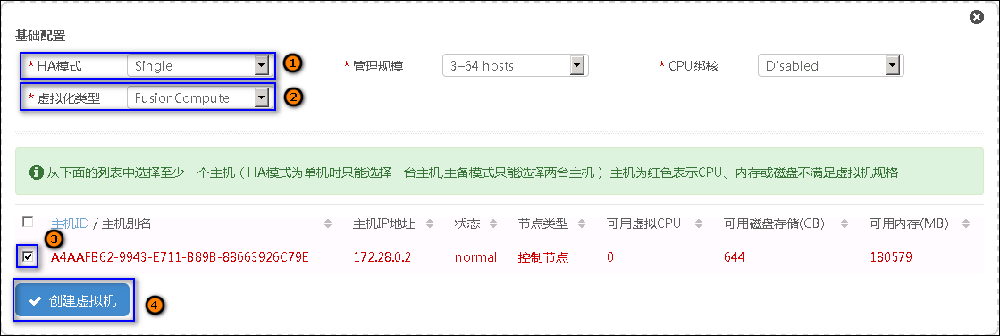 基础配置
* HA模式 Single ① * 管理规模 3-64 hosts * CPU绑核 Disabled
* 虚拟化类型 FusionCompute ②
从下面的列表中选择至少一个主机（HA模式为单机时只能选择一台主机,主备模式只能选择两台主机） 主机为红色表示CPU、内存或磁盘不满足虚拟机规格
主机ID / 主机别名 主机IP地址 状态 节点类型 可用虚拟CPU 可用磁盘存储(GB) 可用内存(MB)
③
A4AAFB62-9943-E711-B89B-88663926C79E 172.28.0.2 normal 控制节点 0 644 180579
创建虚拟机 ④